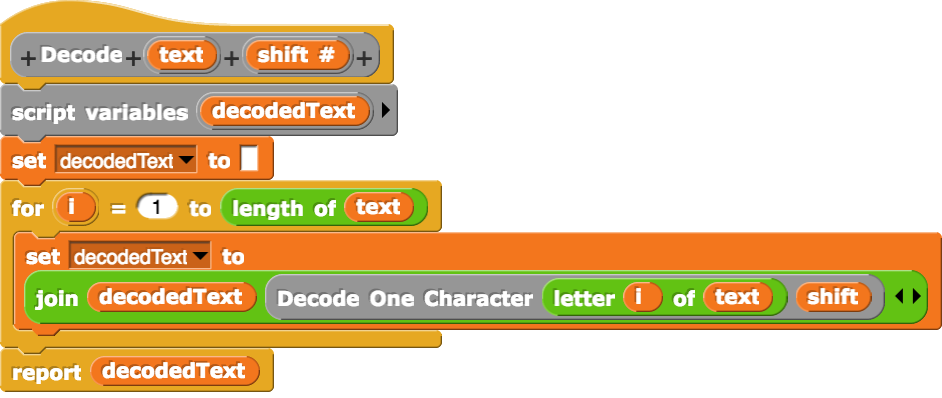 + Decode + text + shift # +
script variables decodedText
set decodedText to
for i = 1 to length of text
set decodedText to
join decodedText Decode One Character letter i of text shift
report decodedText